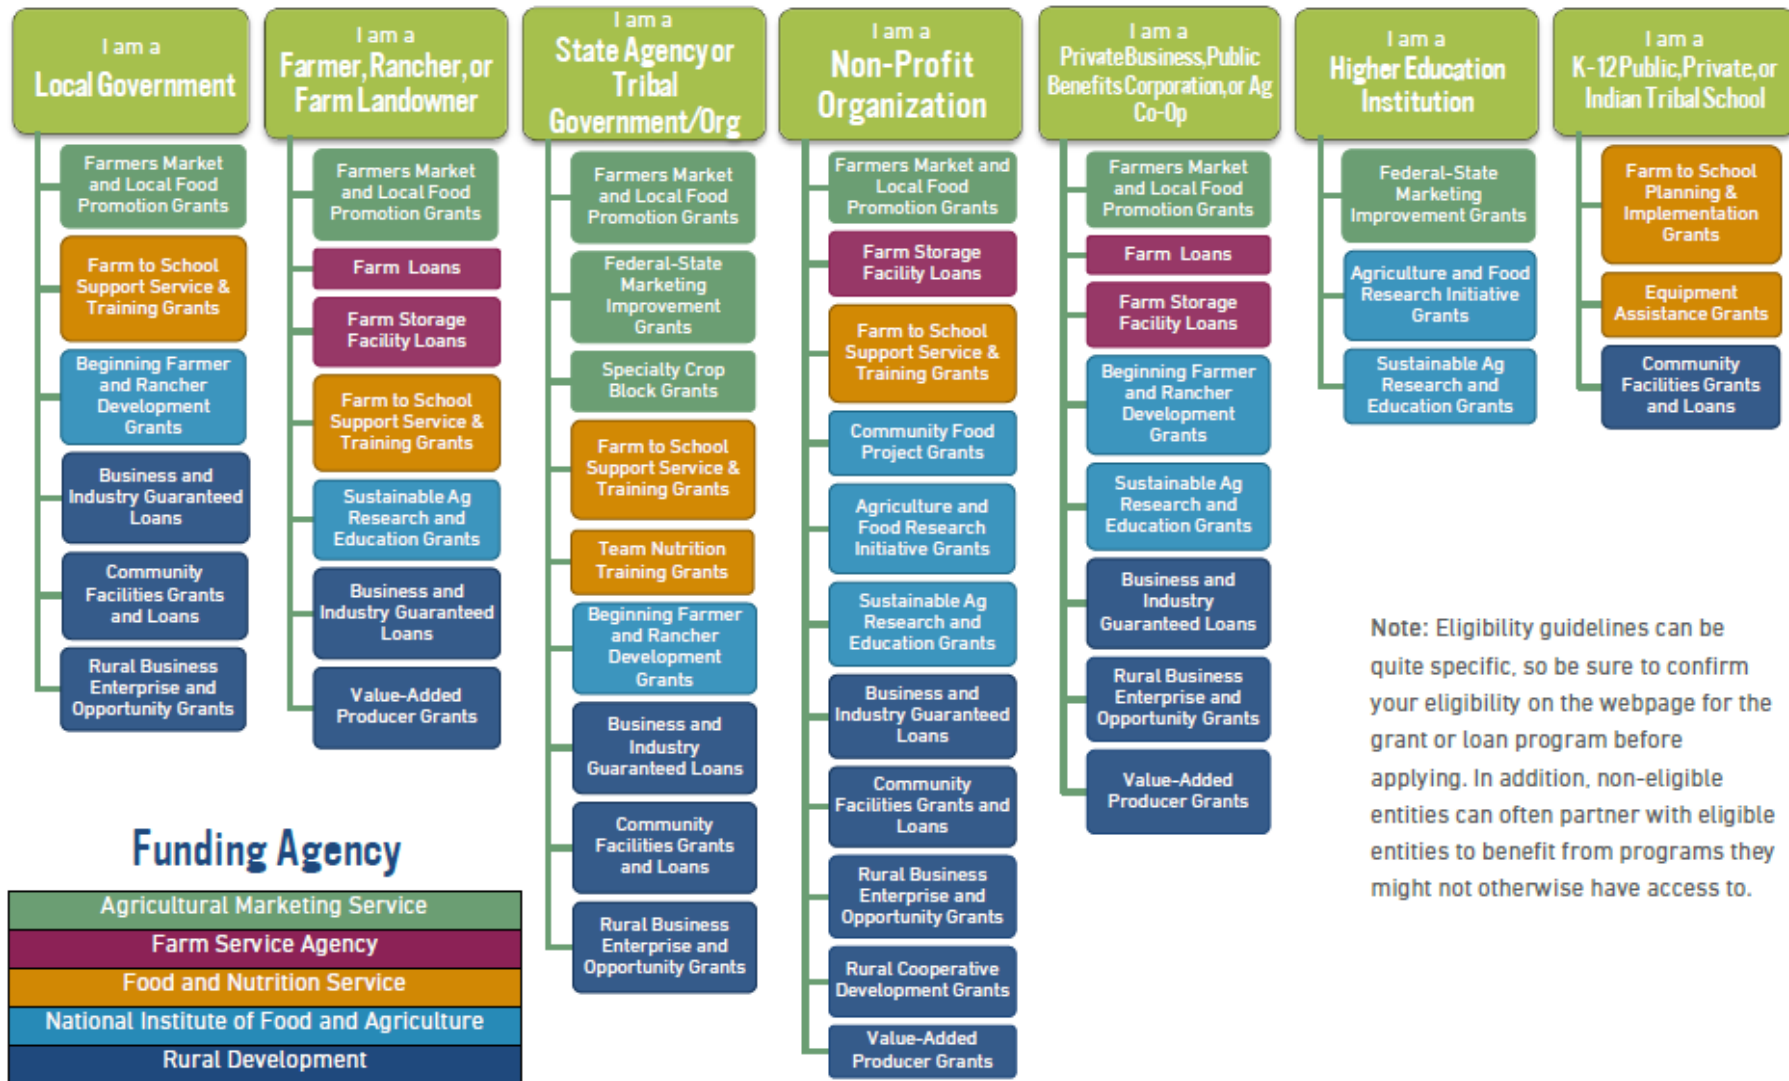 I am a
Local Government
Farmers Market
and Local Food
Promotion Grants
Farm to School
Support Service &
Training Grants
Beginning Farmer
and Rancher
Development
Grants
Business and
Industry Guaranteed
Loans
Community
Facilities Grants
and Loans
Rural Business
Enterprise and
Opportunity Grants
I am a
Farmer, Rancher, or
Farm Landowner
Farmers Market
and Local Food
Promotion Grants
Farm Loans
Farm Storage
Facility Loans
Farm to School
Support Service &
Training Grants
Sustainable Ag
Research and
Education Grants
Business and
Industry Guaranteed
Loans
Value-Added
Producer Grants
I am a
State Agency or
Tribal
Government/Org
Farmers Market
and Local Food
Promotion Grants
Federal-State
Marketing
Improvement
Grants
Specialty Crop
Block Grants
Farm to School
Support Service &
Training Grants
Team Nutrition
Training Grants
Beginning Farmer
and Rancher
Development
Grants
Business and
Industry
Guaranteed Loans
Community
Facilities Grants
and Loans
Rural Business
Enterprise and
Opportunity Grants
I am a
Non-Profit
Organization
Farmers Market and
Local Food
Promotion Grants
Farm Storage
Facility Loans
Farm to School
Support Service &
Training Grants
Community Food
Project Grants
Agriculture and
Food Research
Initiative Grants
Sustainable Ag
Research and
Education Grants
Business and
Industry Guaranteed
Loans
Community
Facilities Grants and
Loans
Rural Business
Enterprise and
Opportunity Grants
Rural Cooperative
Development Grants
Value-Added
Producer Grants
I am a
Private Business, Public
Benefits Corporation, or Ag
Co-Op
Farmers Market
and Local Food
Promotion Grants
Farm Loans
Farm Storage
Facility Loans
Beginning Farmer
and Rancher
Development
Grants
Sustainable Ag
Research and
Education Grants
Business and
Industry
Guaranteed Loans
Rural Business
Enterprise and
Opportunity Grants
Value-Added
Producer Grants
I am a
Higher Education
Institution
Federal-State
Marketing
Improvement Grants
Agriculture and Food
Research Initiative
Grants
Sustainable Ag
Research and
Education Grants
I am a
K-12 Public, Private, or
Indian Tribal School
Farm to School
Planning &
Implementation
Grants
Equipment
Assistance Grants
Community
Facilities Grants
and Loans
Note: Eligibility guidelines can be
quite specific, so be sure to confirm
your eligibility on the webpage for the
grant or loan program before
applying. In addition, non-eligible
entities can often partner with eligible
entities to benefit from programs they
might not otherwise have access to.
Funding Agency
Agricultural Marketing Service
Farm Service Agency
Food and Nutrition Service
National Institute of Food and Agriculture
Rural Development